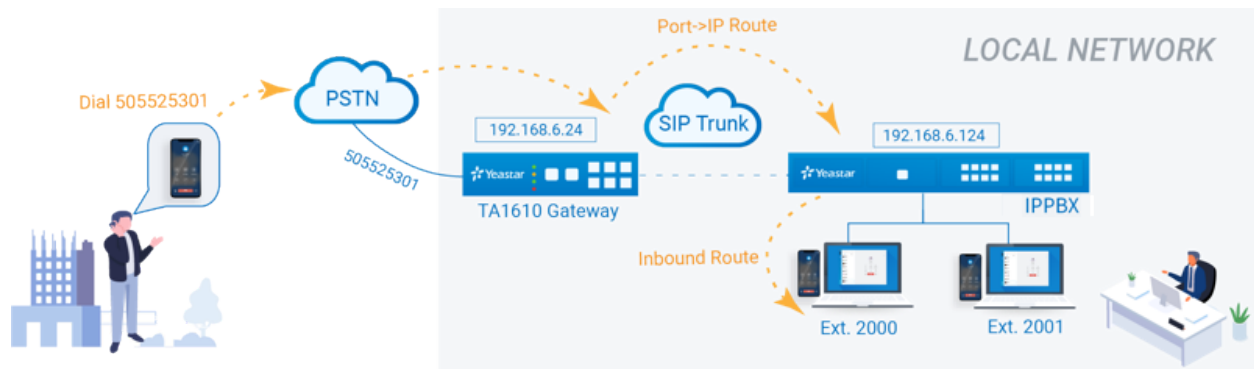 Port->IP Route
LOCAL NETWORK
Dial 505525301
PSTN
192.168.6.24
SIP Trunk
192.168.6.124
505525301
Yeastar
Yeastar
TA1610 Gateway
IPPBX
Inbound Route
Ext. 2000
Ext. 2001